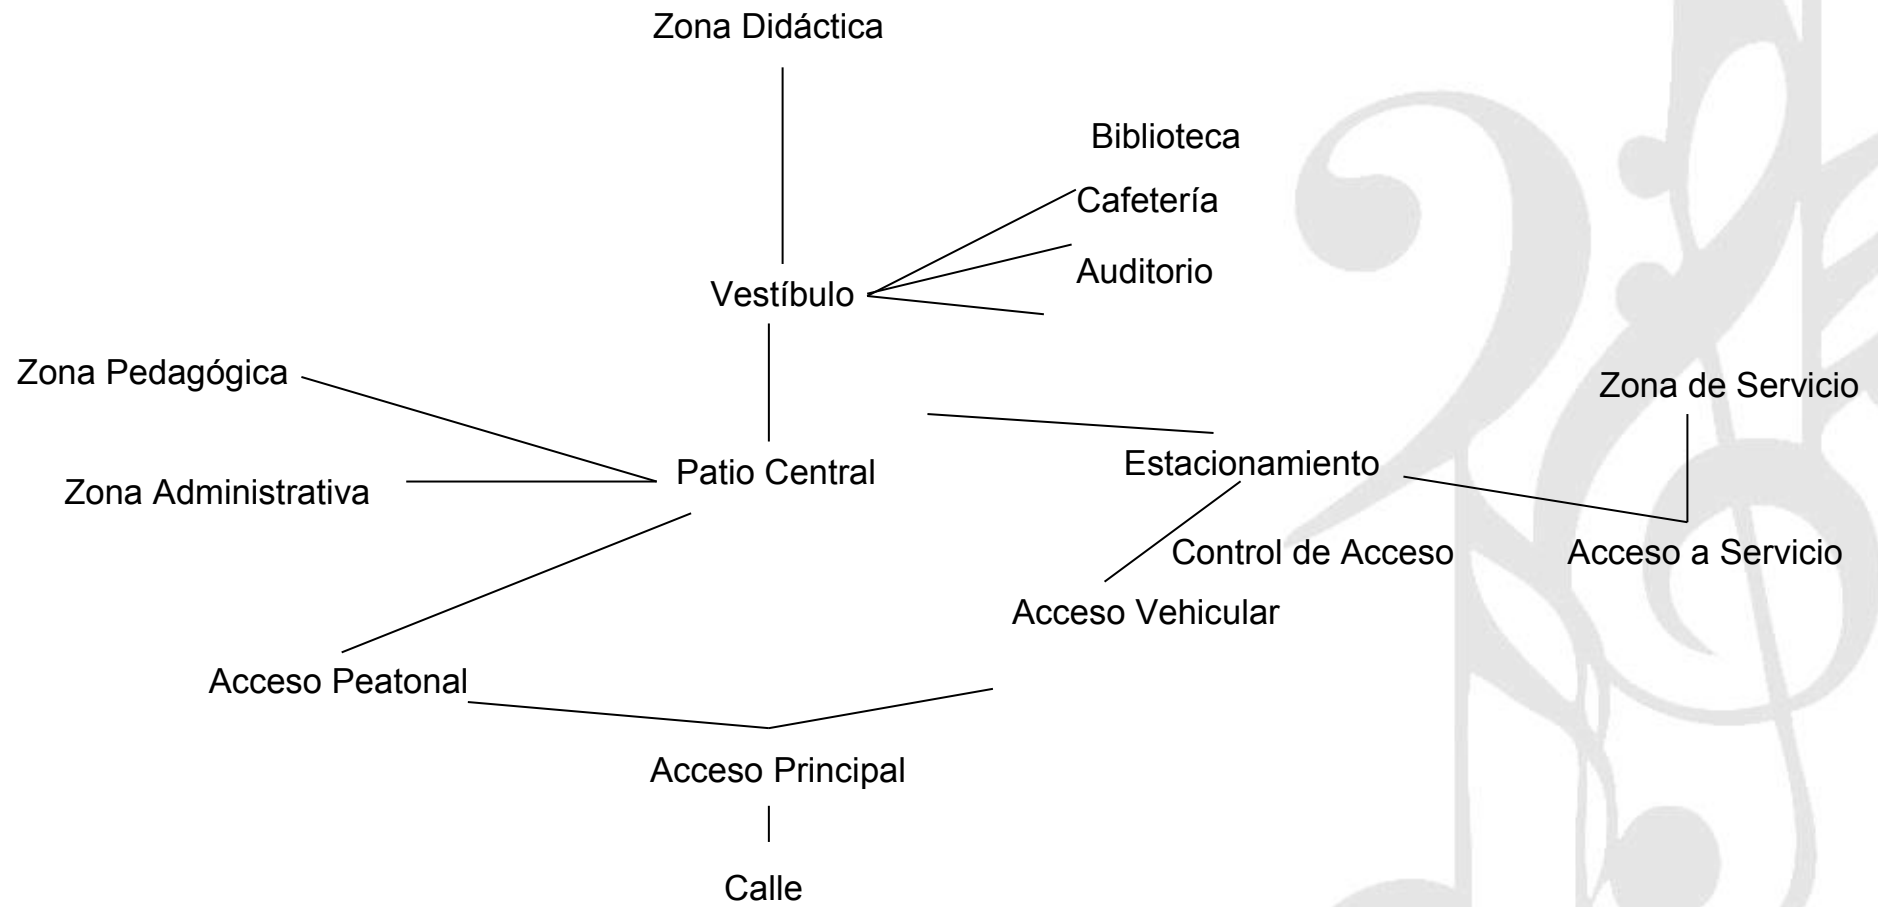 Zona Didáctica
Biblioteca
Cafetería
Auditorio
Vestíbulo
Zona Pedagógica
Zona de Servicio
Estacionamiento
Patio Central
Zona Administrativa
Control de Acceso
Acceso a Servicio
Acceso Vehicular
Acceso Peatonal
Acceso Principal
Calle